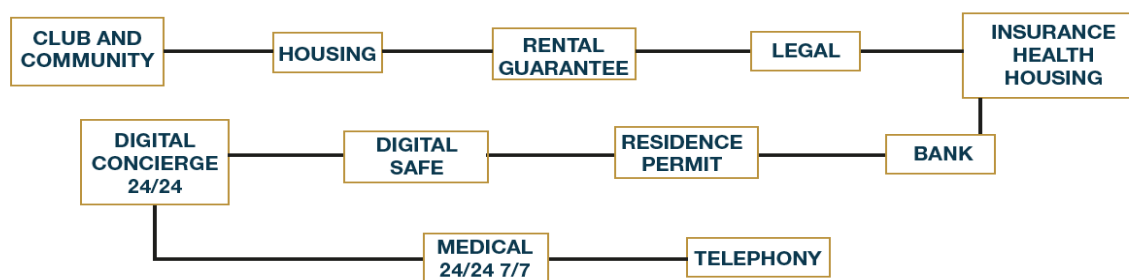 CLUB AND
COMMUNITY
HOUSING
RENTAL
GUARANTEE
LEGAL
INSURANCE
HEALTH
HOUSING
DIGITAL
CONCIERGE
24/24
DIGITAL
SAFE
RESIDENCE
PERMIT
BANK
MEDICAL
24/24 7/7
TELEPHONY